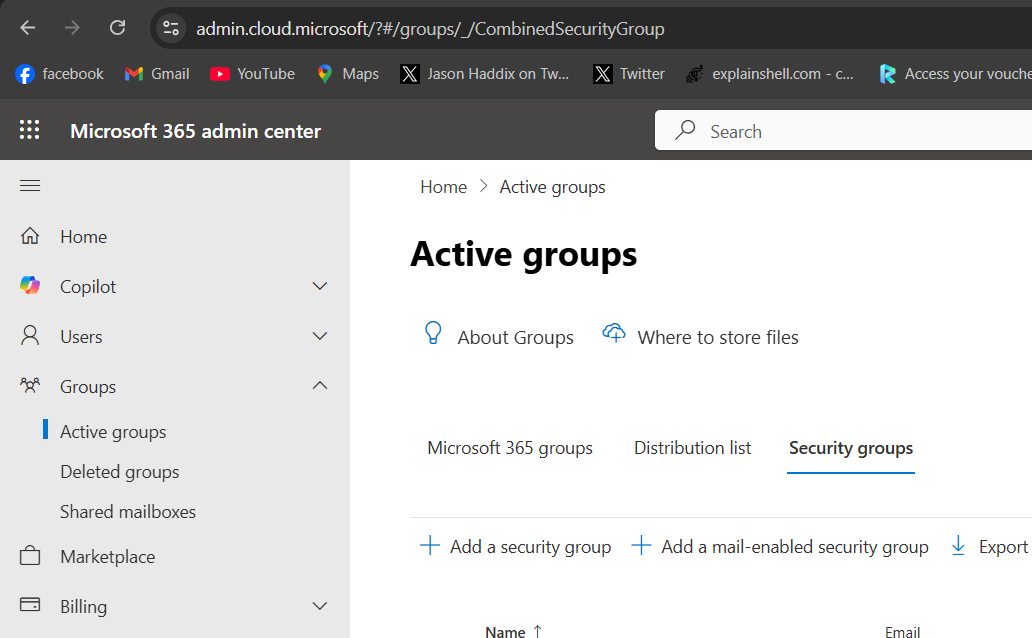 admin.cloud.microsoft/?#/groups/_/CombinedSecurityGroup
facebook Gmail YouTube Maps Jason Haddix on Tw... Twitter explainshell.com - c... Access your vouche
Microsoft 365 admin center Search
Home Active groups
Home
Active groups
Copilot
About Groups Where to store files
Users
Groups
Active groups
Microsoft 365 groups Distribution list Security groups
Deleted groups
Shared mailboxes
Add a security group Add a mail-enabled security group Export
Marketplace
Billing
Name ↑ Email